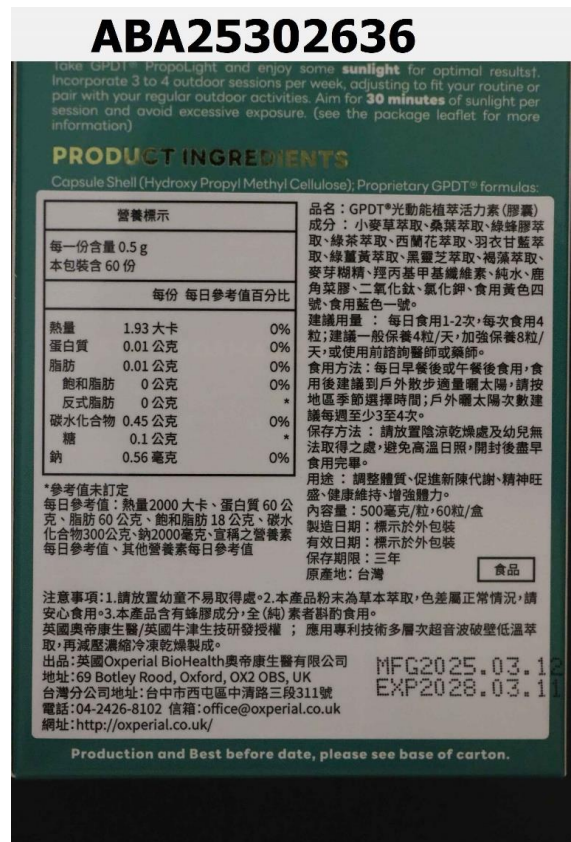 ABA25302636
Take GPDT® PropoLight and enjoy some sunlight for optimal results†.
Incorporate 3 to 4 outdoor sessions per week, adjusting to fit your routine or
pair with your regular outdoor activities. Aim for 30 minutes of sunlight per
session and avoid excessive exposure. (see the package leaflet for more
information)
PRODUCT INGREDIENTS
Capsule Shell (Hydroxy Propyl Methyl Cellulose); Proprietary GPDT® formulas:
營養標示
每一份含量 0.5 g
本包裝含 60 份
每份 每日參考值百分比
熱量 1.93 大卡 0%
蛋白質 0.01 公克 0%
脂肪 0.01 公克 0%
飽和脂肪 0 公克 0%
反式脂肪 0 公克 *
碳水化合物 0.45 公克 0%
糖 0.1 公克 *
鈉 0.56 毫克 0%
*參考值未訂定
每日參考值:熱量2000 大卡、蛋白質 60 公
克、脂肪 60 公克、飽和脂肪 18 公克、碳水
化合物300公克、鈉2000毫克、宣稱之營養素
每日參考值、其他營養素每日參考值
品名:GPDT®光動能植萃活力素(膠囊)
成分:小麥草萃取、桑葉萃取、綠蜂膠萃
取、綠茶萃取、西蘭花萃取、羽衣甘藍萃
取、綠薑黃萃取、黑靈芝萃取、褐藻萃取、
麥芽糊精、羥丙基甲基纖維素、純水、鹿
角菜膠、二氧化鈦、氯化鉀、食用黃色四
號、食用藍色一號。
建議用量 : 每日食用1-2次,每次食用4
粒;建議一般保養4粒/天,加強保養8粒/
天,或使用前諮詢醫師或藥師。
食用方法:每日早餐後或午餐後食用,食
用後建議到戶外散步適量曬太陽,請按
地區季節選擇時間;戶外曬太陽次數建
議每週至少3至4次。
保存方法 : 請放置陰涼乾燥處及幼兒無
法取得之處,避免高溫日照,開封後盡早
食用完畢。
用途 : 調整體質、促進新陳代謝、精神旺
盛、健康維持、增強體力。
內容量:500毫克/粒,60粒/盒
製造日期:標示於外包裝
有效日期:標示於外包裝
保存期限:三年
原產地:台灣
食品
注意事項:1.請放置幼童不易取得處。2.本產品粉末為草本萃取,色差屬正常情況,請
安心食用。3.本產品含有蜂膠成分,全(純)素者斟酌食用。
英國奧帝康生醫/英國牛津生技研發授權 ; 應用專利技術多層次超音波破壁低溫萃
取,再減壓濃縮冷凍乾燥製成。
出品:英國Oxperial BioHealth奧帝康生醫有限公司
地址:69 Botley Rood, Oxford, OX2 OBS, UK
台灣分公司地址:台中市西屯區中清路三段311號
電話:04-2426-8102 信箱:office@oxperial.co.uk
網址:http://oxperial.co.uk/
MFG2025.03.12
EXP2028.03.11
Production and Best before date, please see base of carton.